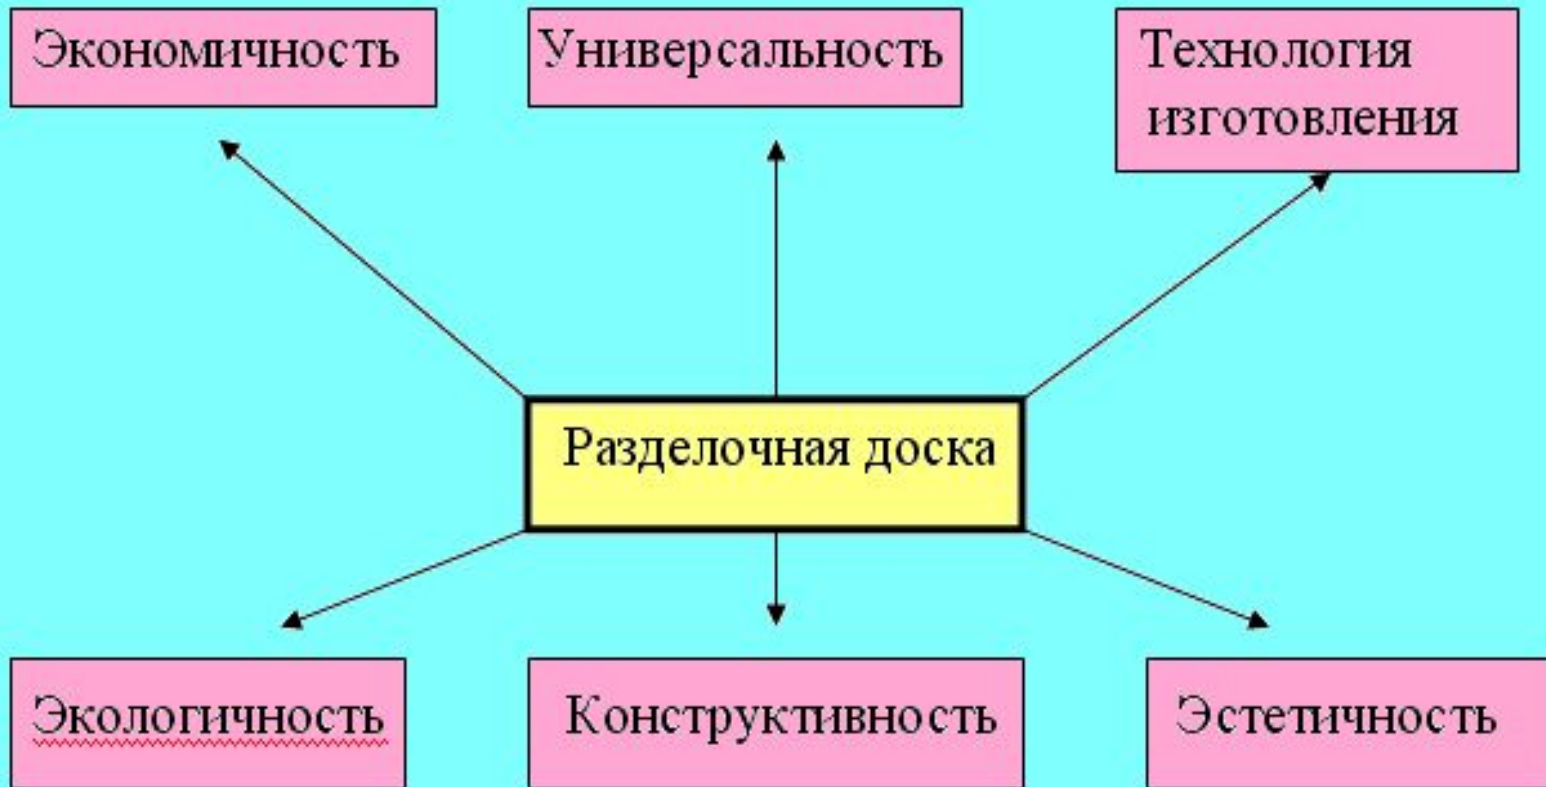 Экономичность
Универсальность
Технология
изготовления
Разделочная доска
Экологичность
Конструктивность
Эстетичность